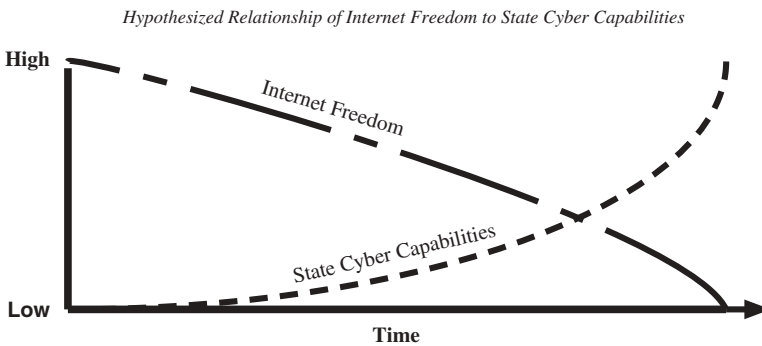 Hypothesized Relationship of Internet Freedom to State Cyber Capabilities
High
Internet Freedom
State Cyber Capabilities
Low
Time